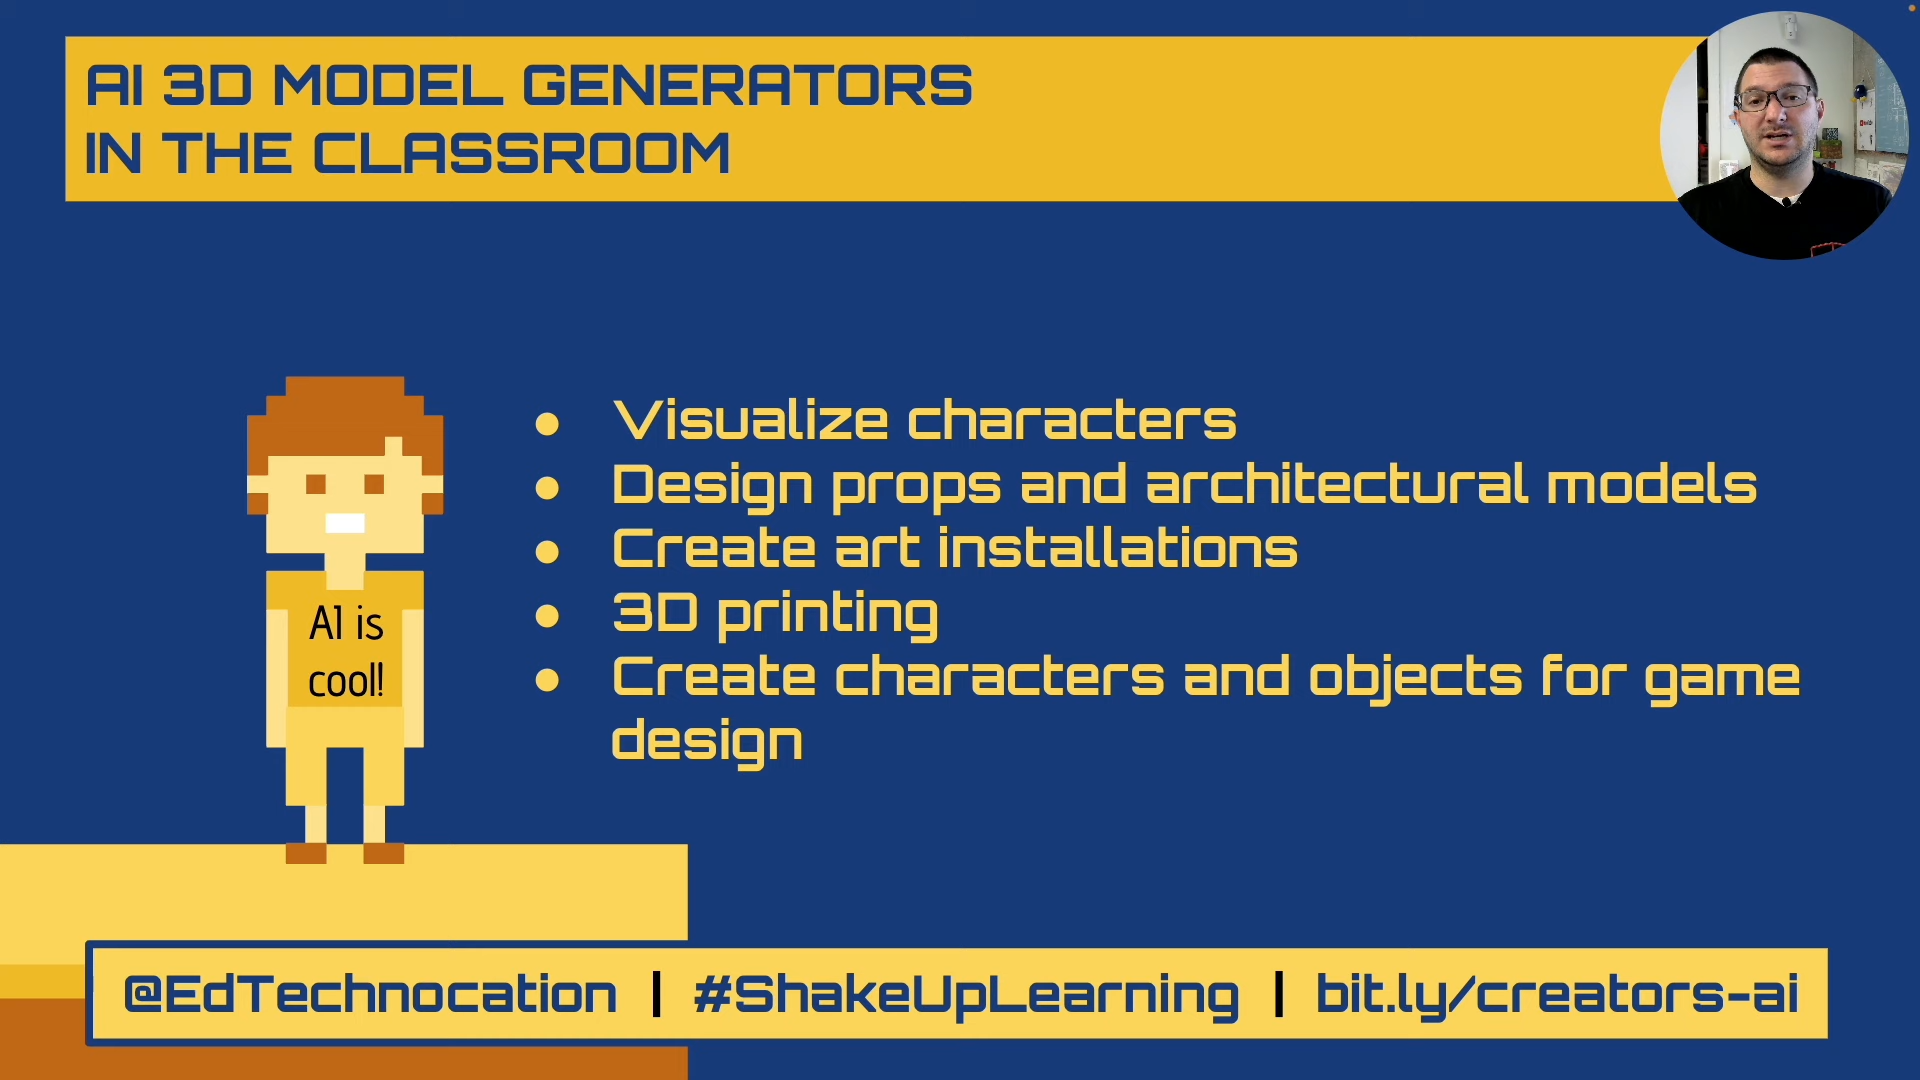 AI 3D MODEL GENERATORS
IN THE CLASSROOM
AI is
cool!
● Visualize characters
● Design props and architectural models
● Create art installations
● 3D printing
● Create characters and objects for game
design
@EdTechnocation | #ShakeUpLearning | bit.ly/creators-ai